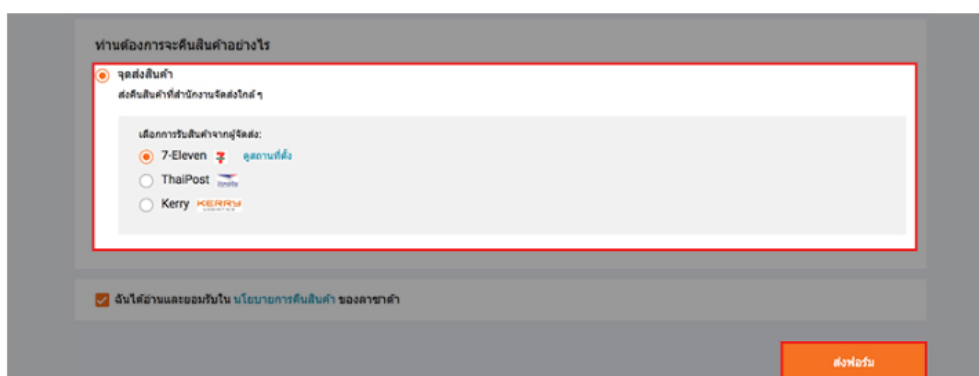 ท่านต้องการจะคืนสินค้าอย่างไร
จุดส่งสินค้า
ส่งคืนสินค้าที่สำนักงานจัดส่งใกล้ ๆ
เลือกการรับสินค้าจากผู้จัดส่ง:
7-Eleven ดูสถานที่ตั้ง
ThaiPost
Kerry KERRY
ฉันได้อ่านและยอมรับใน นโยบายการคืนสินค้า ของลาซาด้า
ส่งฟอร์ม